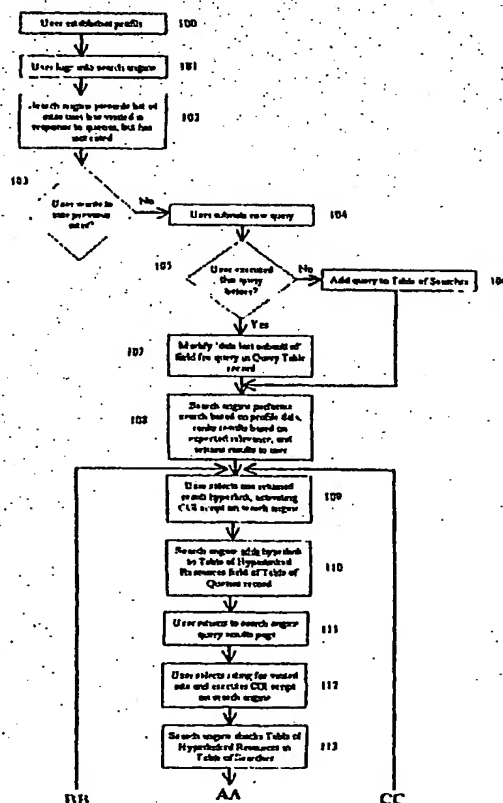 User establishes profile
100
User logs into search engine
101
Search engine presents list of
sites user has visited in
response to queries, but has
not rated
102
103
User wants to
rate previous
sites?
No
User submits new query
104
105
User executed
this query
before?
No
Add query to Table of Searches
106
Yes
107
Modify "date last submitted"
field for query in Query Table
record
108
Search engine performs
search based on profile data,
ranks results based on
expected relevance, and
returns results to user
User selects one returned
result hyperlink, activating
CGI script on search engine
109
Search engine adds hyperlink
to Table of Hyperlinked
Resources field of Table of
Queries record
110
User returns to search engine
query results page
111
User selects rating for visited
site and executes CGI script
on search engine
112
Search engine checks Table of
Hyperlinked Resources in
Table of Searches
113
BB
AA
CC